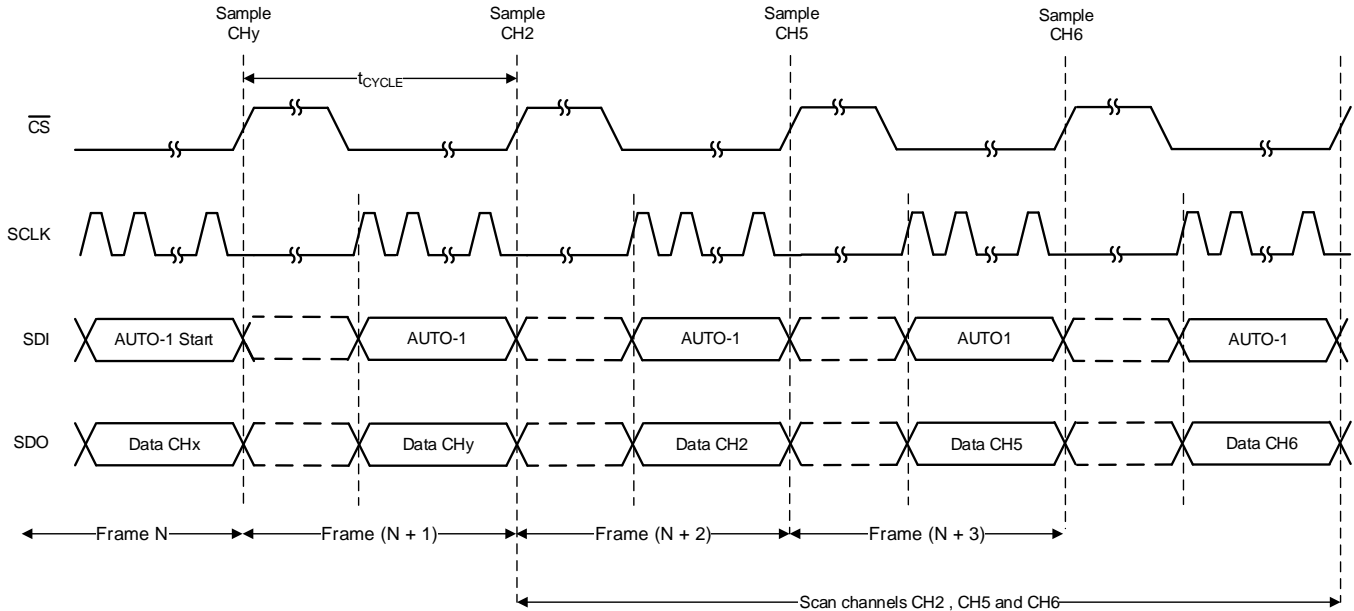 Sample
CHy
Sample
CH2
Sample
CH5
Sample
CH6
tCYCLE
CS
SCLK
SDI
AUTO-1 Start
AUTO-1
AUTO-1
AUTO1
AUTO-1
SDO
Data CHx
Data CHy
Data CH2
Data CH5
Data CH6
Frame N
Frame (N + 1)
Frame (N + 2)
Frame (N + 3)
Scan channels CH2 , CH5 and CH6